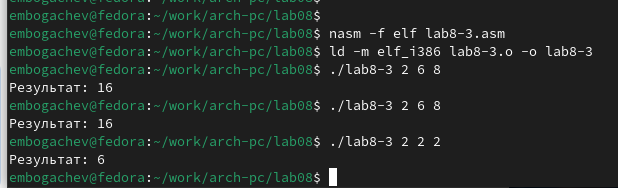 embogachev@fedora:~/work/arch-pc/lab08$
embogachev@fedora:~/work/arch-pc/lab08$ nasm -f elf lab8-3.asm
embogachev@fedora:~/work/arch-pc/lab08$ ld -m elf_i386 lab8-3.o -o lab8-3
embogachev@fedora:~/work/arch-pc/lab08$ ./lab8-3 2 6 8
Результат: 16
embogachev@fedora:~/work/arch-pc/lab08$ ./lab8-3 2 6 8
Результат: 16
embogachev@fedora:~/work/arch-pc/lab08$ ./lab8-3 2 2 2
Результат: 6
embogachev@fedora:~/work/arch-pc/lab08$